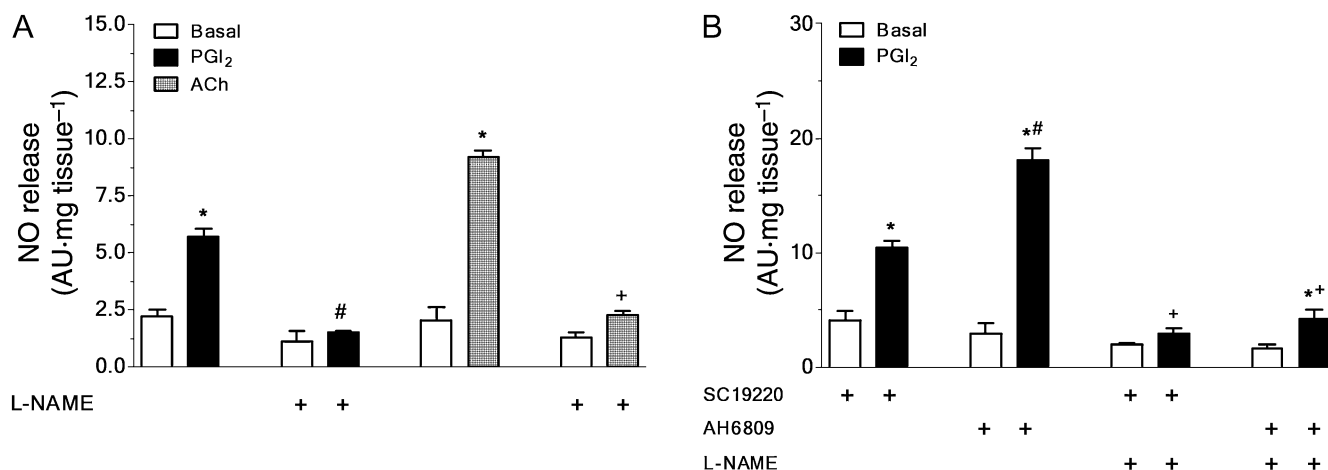 A
15.0
12.5
10.0
7.5
5.0
2.5
0.0
NO release
(AU·mg tissue–1)
Basal
PGI2
ACh
*
#
*
+
L-NAME + + + +
B
30
20
10
0
NO release
(AU·mg tissue–1)
Basal
PGI2
*
*#
+
*+
SC19220 + + + +
AH6809 + + + +
L-NAME + + + +